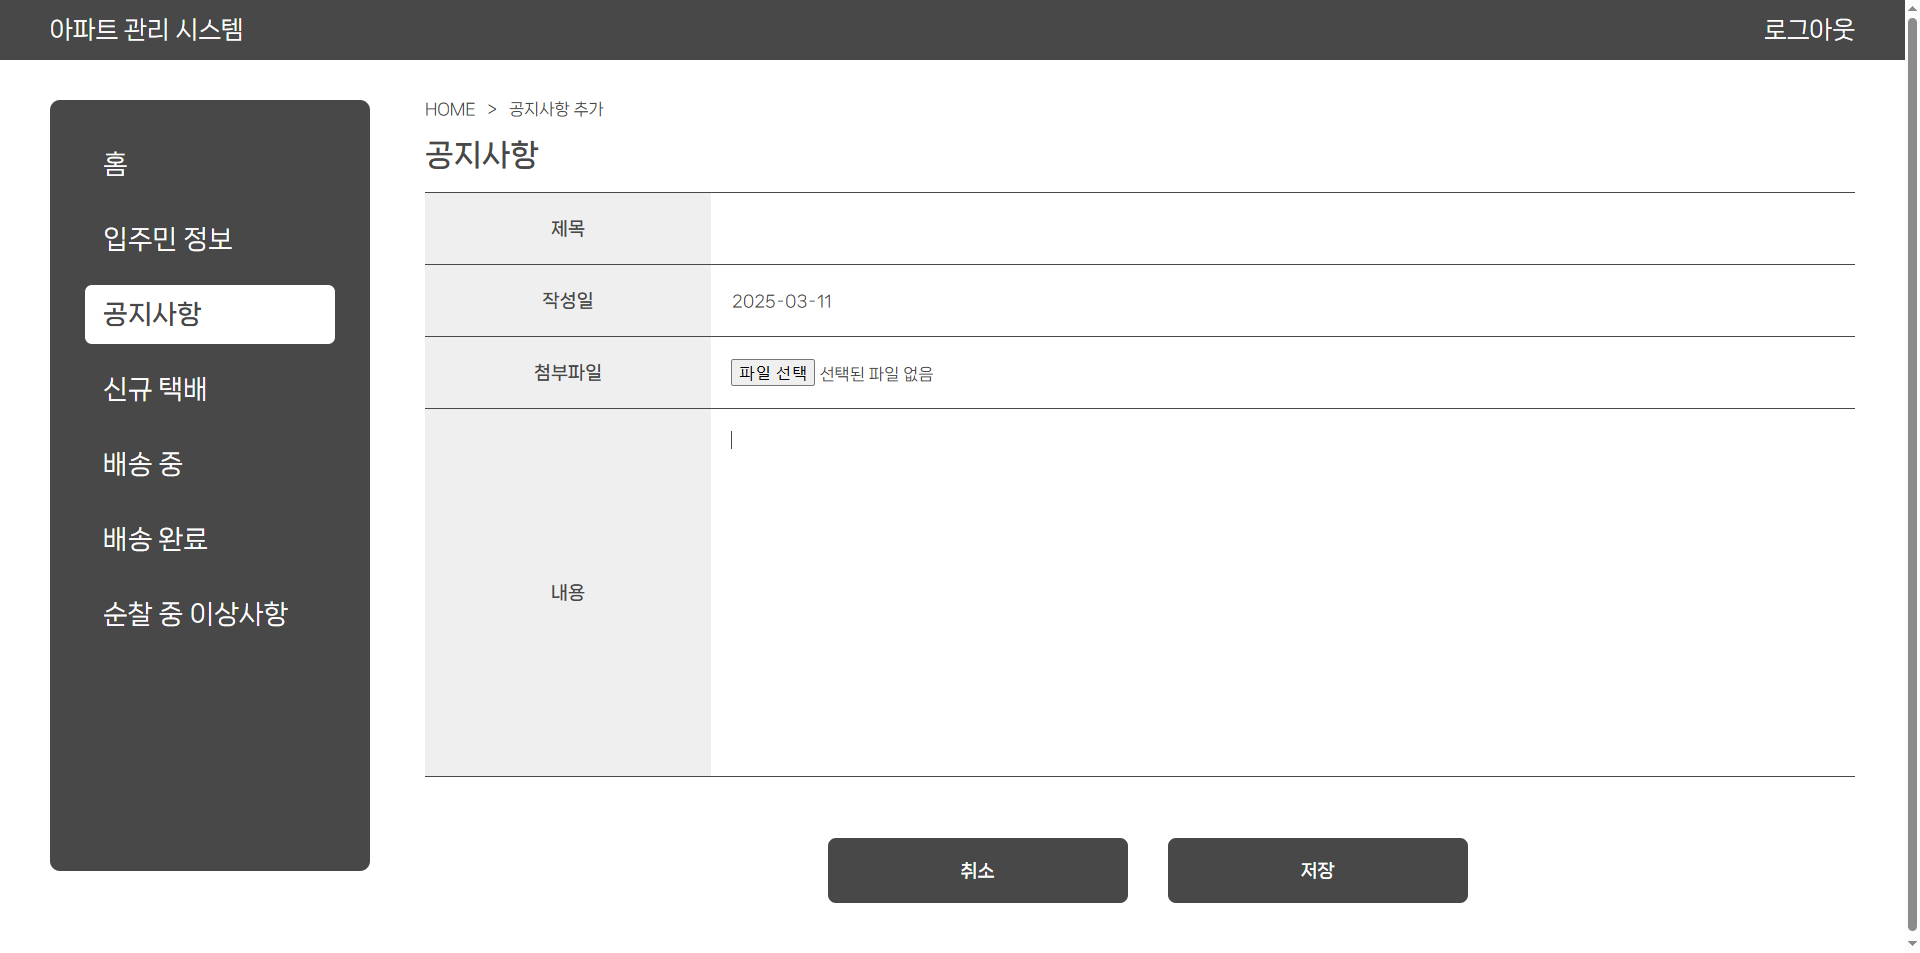 아파트 관리 시스템
로그아웃
홈
입주민 정보
공지사항
신규 택배
배송 중
배송 완료
순찰 중 이상사항
HOME > 공지사항 추가
공지사항
제목
작성일
2025-03-11
첨부파일
파일 선택 선택된 파일 없음
내용
취소
저장